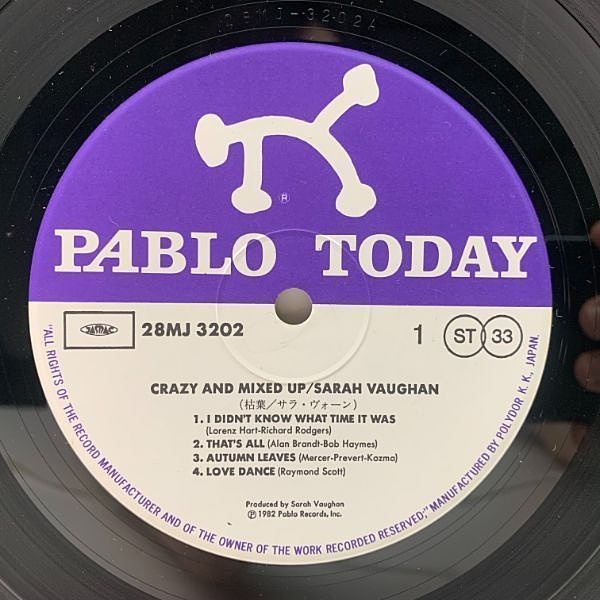 28MJ-3202A
®
PABLO TODAY
JASRAC
28MJ 3202
1
ST 33
CRAZY AND MIXED UP/SARAH VAUGHAN
(枯葉/サラ・ヴォーン)
1. I DIDN'T KNOW WHAT TIME IT WAS
(Lorenz Hart-Richard Rodgers)
2. THAT'S ALL (Alan Brandt-Bob Haymes)
3. AUTUMN LEAVES (Mercer-Prevert-Kozma)
4. LOVE DANCE (Raymond Scott)
Produced by Sarah Vaughan
Ⓟ 1982 Pablo Records, Inc.
"ALL RIGHTS OF THE RECORD MANUFACTURER AND OF THE OWNER OF THE WORK RECORDED RESERVED;" MANUFACTURED BY POLYDOR K. K., JAPAN.